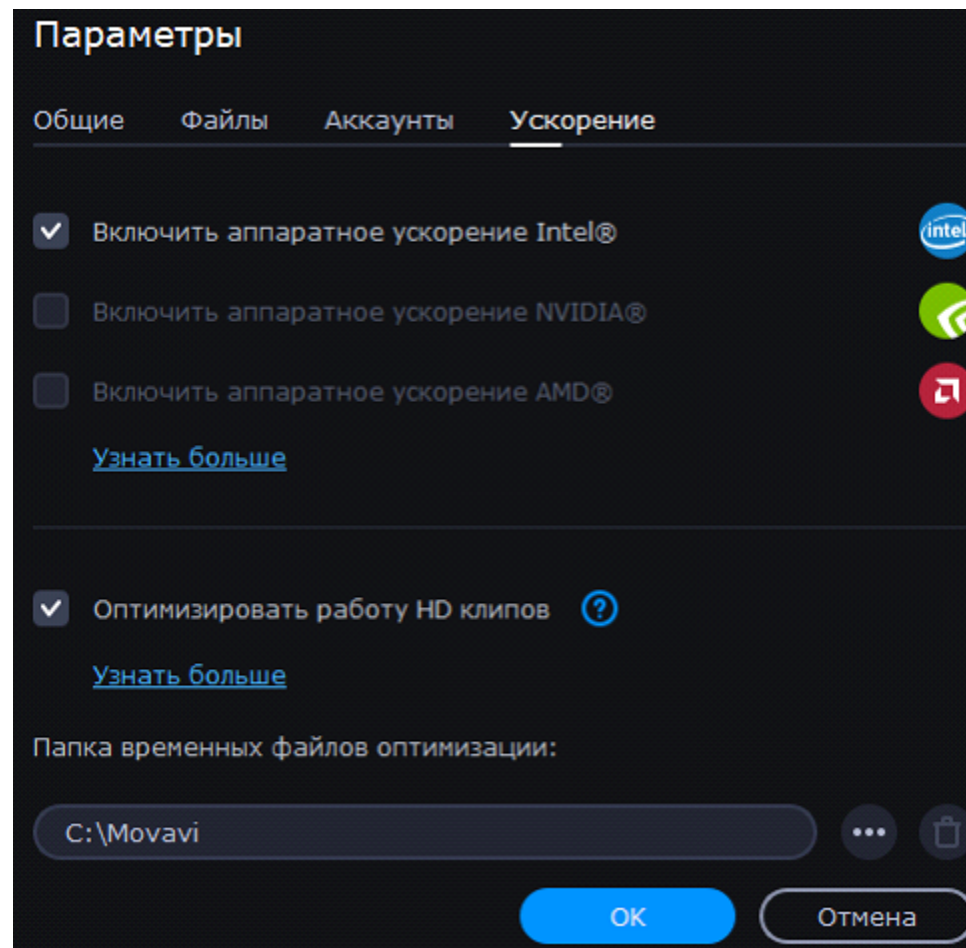 Параметры
Общие Файлы Аккаунты Ускорение
Включить аппаратное ускорение Intel®
intel
Включить аппаратное ускорение NVIDIA®
Включить аппаратное ускорение AMD®
Узнать больше
Оптимизировать работу HD клипов ?
Узнать больше
Папка временных файлов оптимизации:
C:\Movavi
OK Отмена